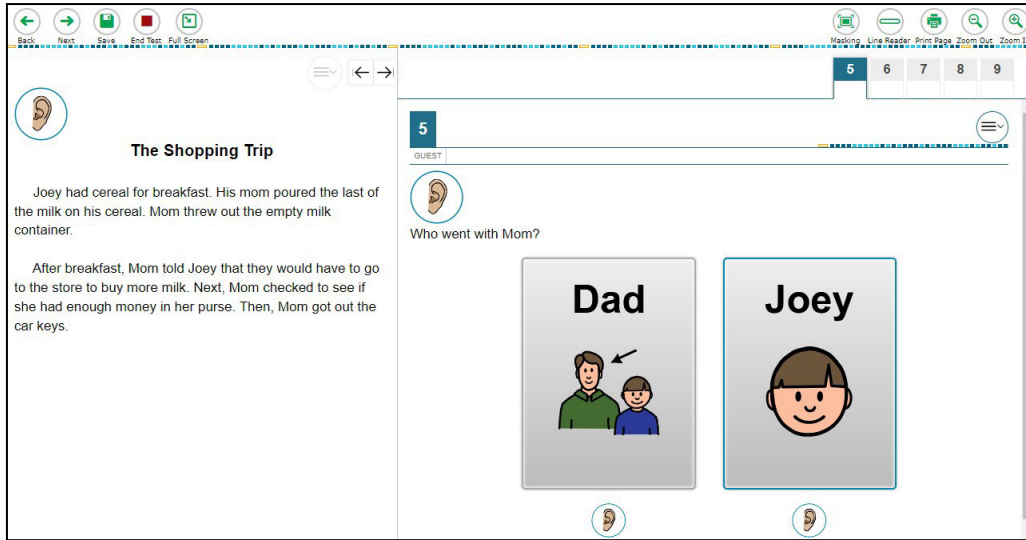 Back Next Save End Test Full Screen
Masking Line Reader Print Page Zoom Out Zoom I
5 6 7 8 9
The Shopping Trip
Joey had cereal for breakfast. His mom poured the last of
the milk on his cereal. Mom threw out the empty milk
container.
After breakfast, Mom told Joey that they would have to go
to the store to buy more milk. Next, Mom checked to see if
she had enough money in her purse. Then, Mom got out the
car keys.
5
GUEST
Who went with Mom?
Dad
Joey